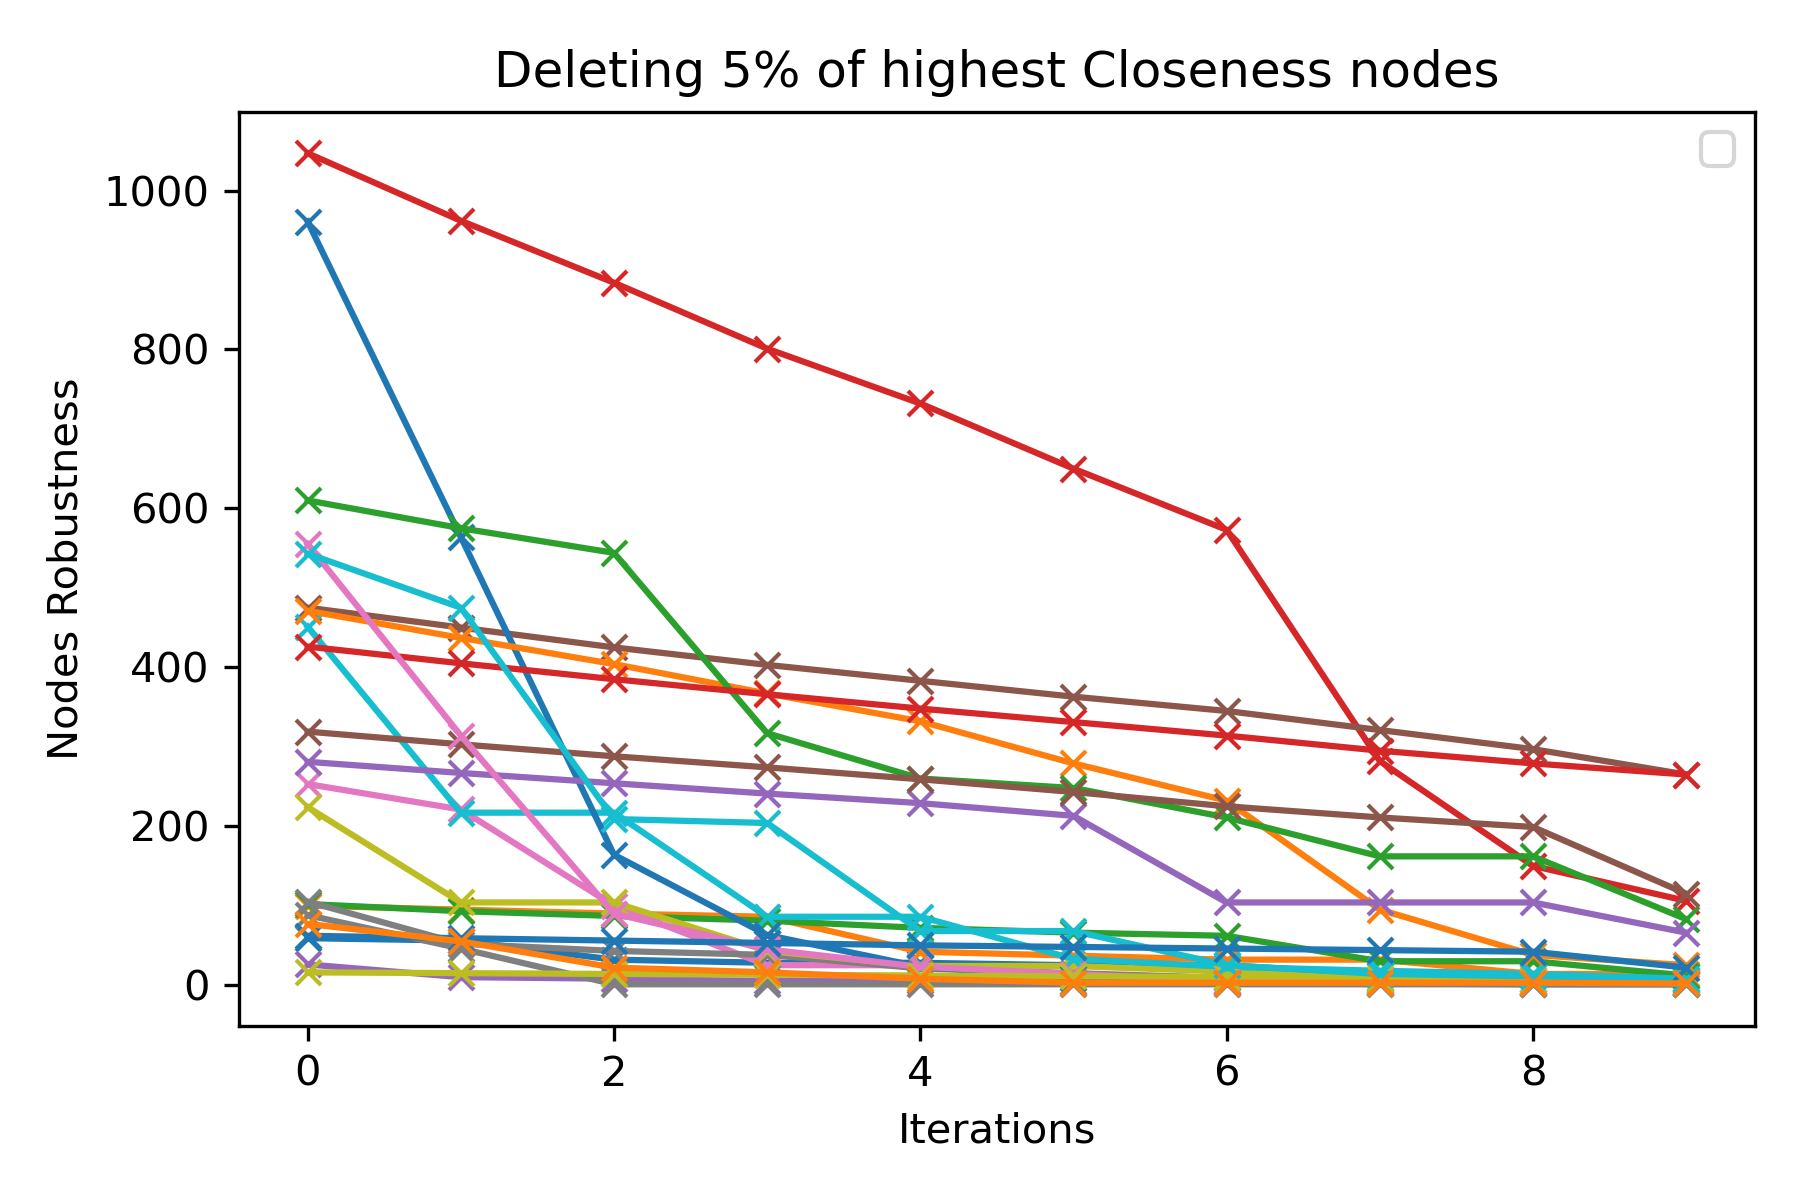 Deleting 5% of highest Closeness nodes
1000
800
600
400
200
0
Nodes Robustness
0 2 4 6 8
Iterations